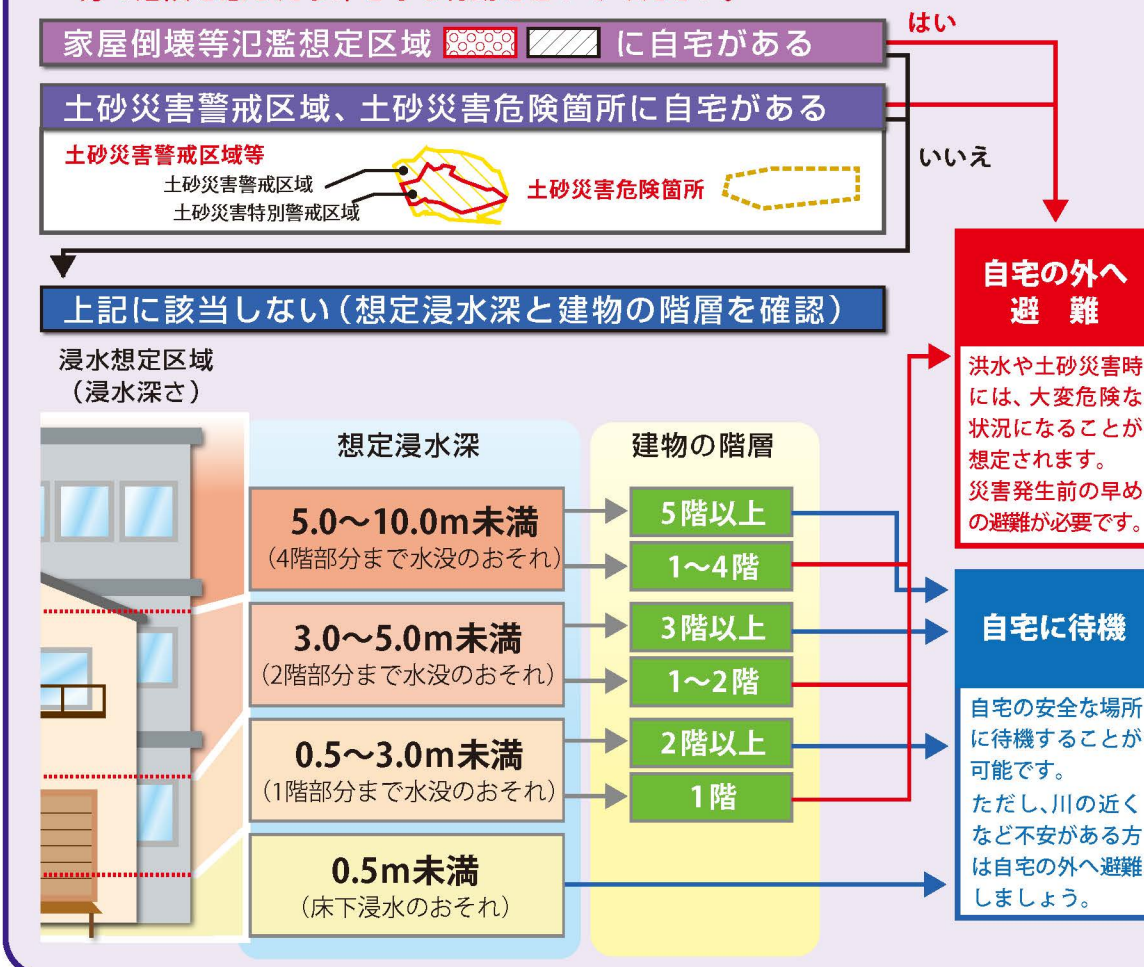 はい
家屋倒壊等氾濫想定区域 に自宅がある
土砂災害警戒区域、土砂災害危険箇所に自宅がある
いいえ
土砂災害警戒区域等
土砂災害警戒区域
土砂災害特別警戒区域
土砂災害危険箇所
自宅の外へ
避難
洪水や土砂災害時
には、大変危険な
状況になることが
想定されます。
災害発生前の早め
の避難が必要です。
上記に該当しない(想定浸水深と建物の階層を確認)
浸水想定区域
(浸水深さ)
想定浸水深
建物の階層
5.0〜10.0m未満
(4階部分まで水没のおそれ)
5階以上
1〜4階
3.0〜5.0m未満
(2階部分まで水没のおそれ)
3階以上
1〜2階
0.5〜3.0m未満
(1階部分まで水没のおそれ)
2階以上
1階
0.5m未満
(床下浸水のおそれ)
自宅に待機
自宅の安全な場所
に待機することが
可能です。
ただし、川の近く
など不安がある方
は自宅の外へ避難
しましょう。